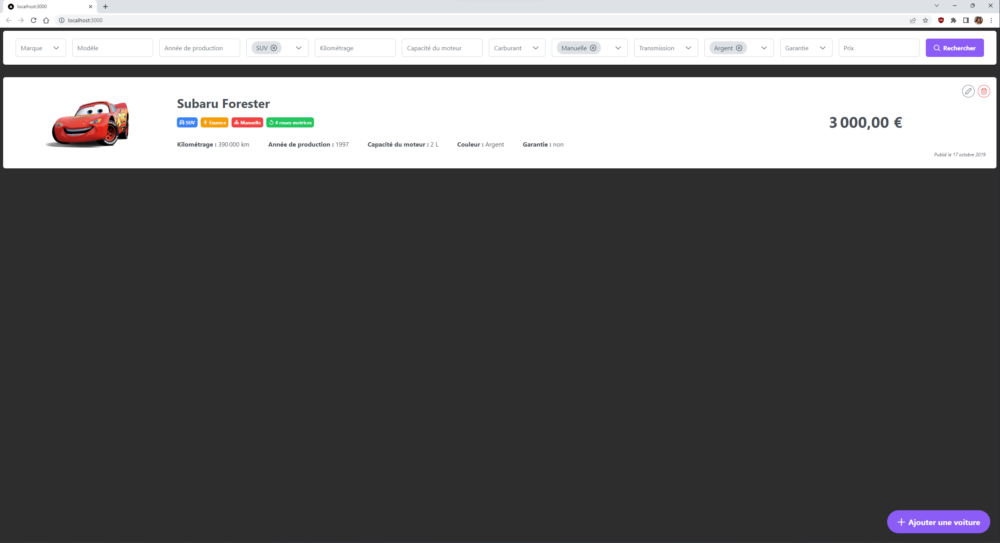 localhost:3000
localhost:3000
Marque Modèle Année de production SUV Kilométrage Capacité du moteur Carburant Manuelle Transmission Argent Garantie Prix Rechercher
Subaru Forester
SUV Essence Manuelle 4 roues motrices
3 000,00 €
Kilométrage : 390 000 km Année de production : 1997 Capacité du moteur : 2 L Couleur : Argent Garantie : non
Publié le 17 octobre 2019
Ajouter une voiture